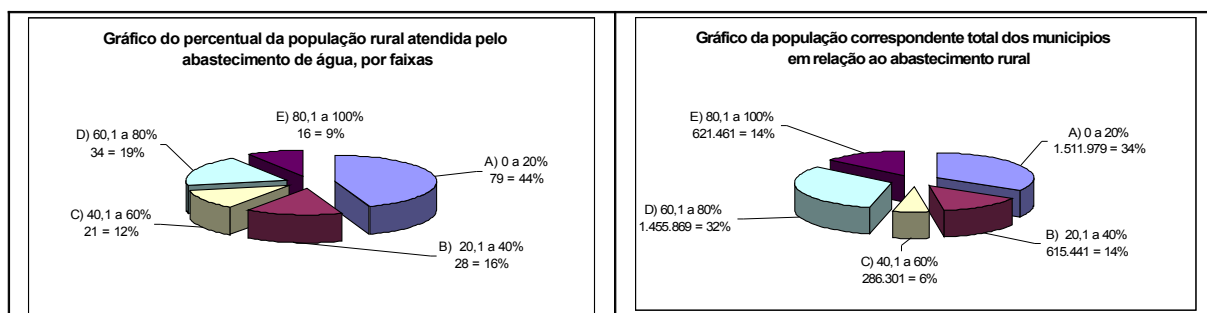 Gráfico do percentual da população rural atendida pelo
abastecimento de água, por faixas
E) 80,1 a 100%
16 = 9%
D) 60,1 a 80%
34 = 19%
A) 0 a 20%
79 = 44%
C) 40,1 a 60%
21 = 12%
B) 20,1 a 40%
28 = 16%
Gráfico da população correspondente total dos municipios
em relação ao abastecimento rural
E) 80,1 a 100%
621.461 = 14%
A) 0 a 20%
1.511.979 = 34%
D) 60,1 a 80%
1.455.869 = 32%
B) 20,1 a 40%
615.441 = 14%
C) 40,1 a 60%
286.301 = 6%